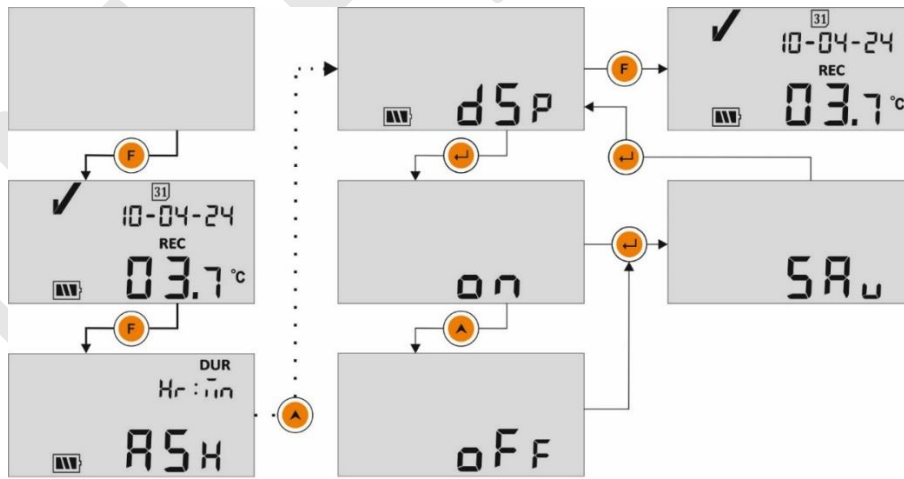 31
10-04-24
REC
03.7 °C
F
DUR
Hr:mn
ASH
dSP
on
oFF
F
31
10-04-24
REC
03.7 °C
SAu
F